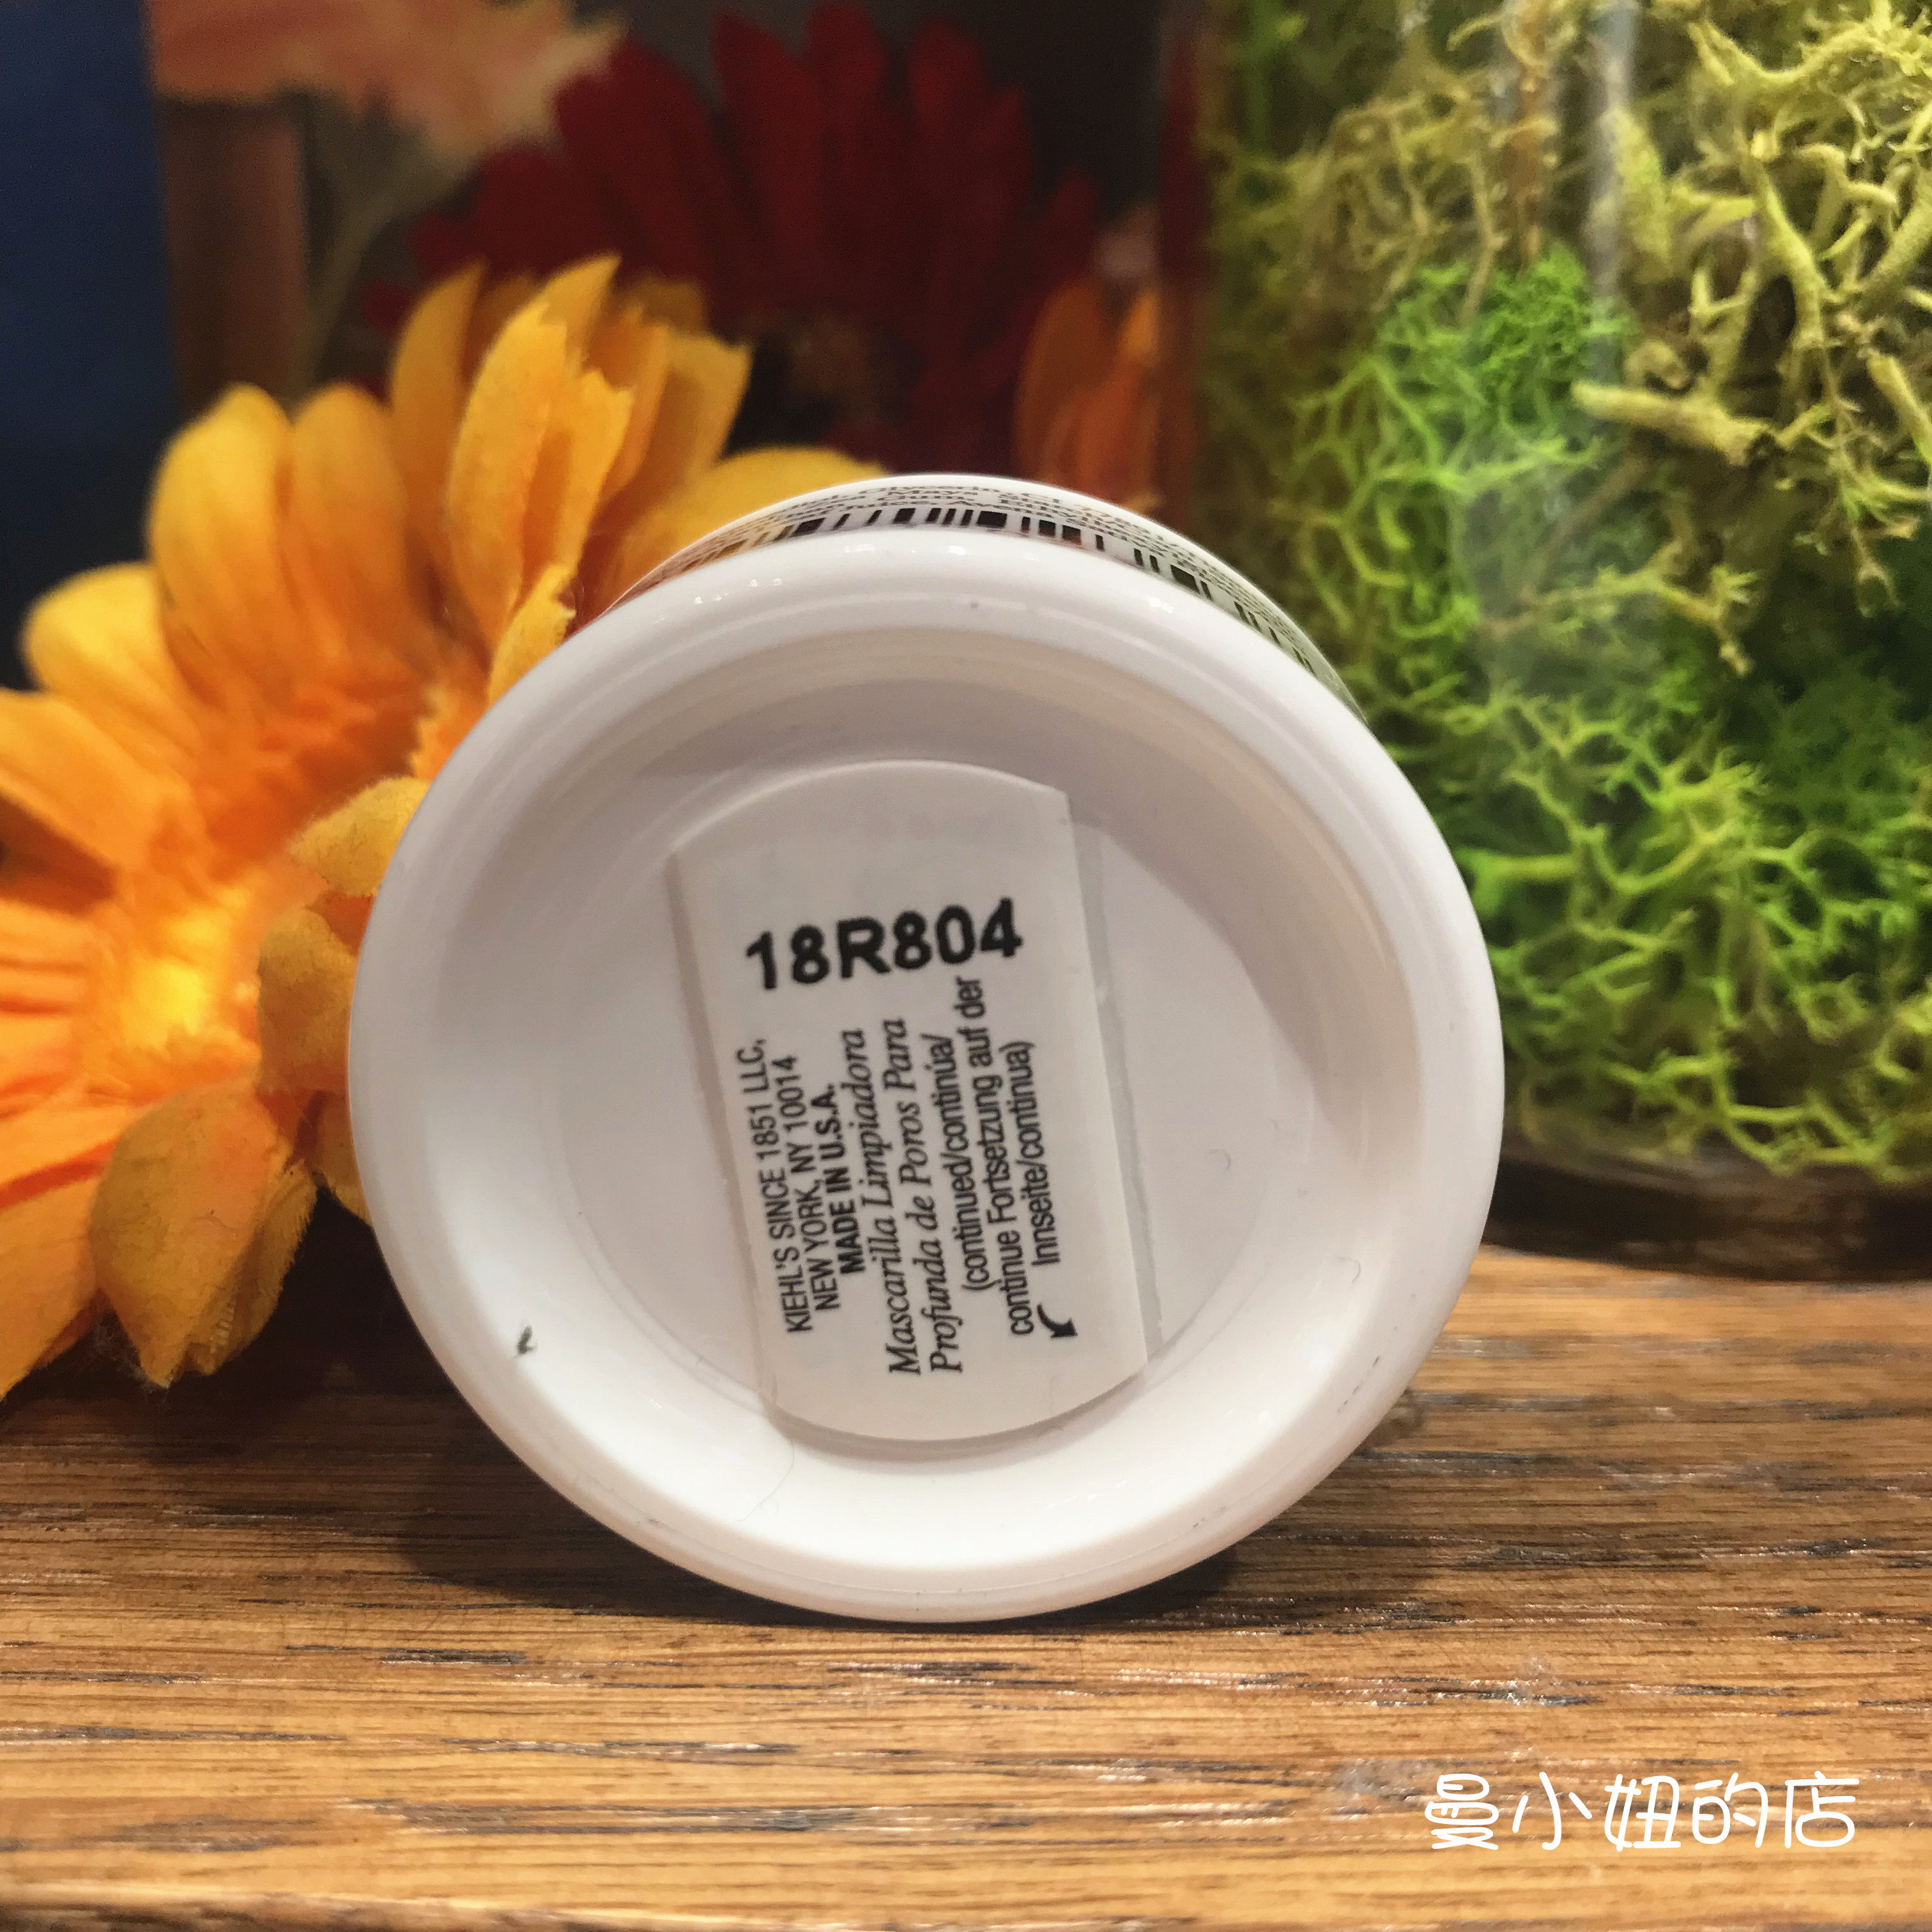 18R804
KIEHL'S SINCE 1851 LLC,
NEW YORK, NY 10014
MADE IN U.S.A.
Mascarilla Limpiadora
Profunda de Poros Para
(continued/continúa/
continue Fortsetzung auf der
Innseite/continua)
曼小妞的店